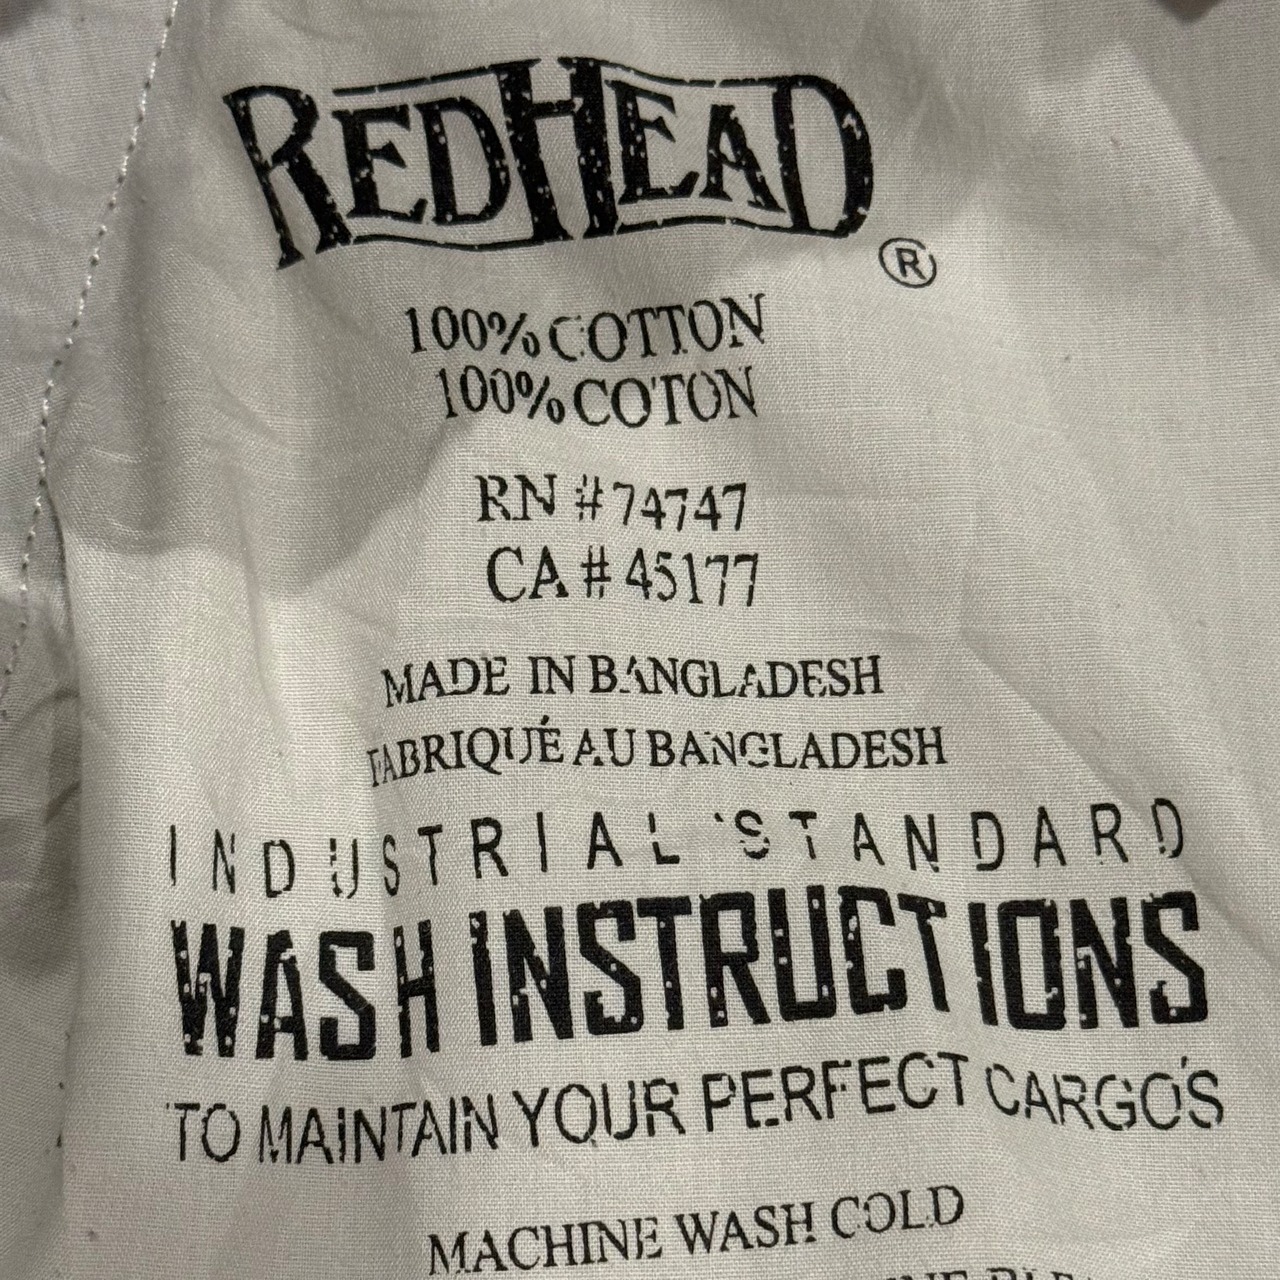 REDHEAD
®
100% COTTON
100% COTON
RN # 74747
CA # 45177
MADE IN BANGLADESH
FABRIQUÉ AU BANGLADESH
INDUSTRIAL STANDARD
WASH INSTRUCTIONS
TO MAINTAIN YOUR PERFECT CARGO'S
MACHINE WASH COLD